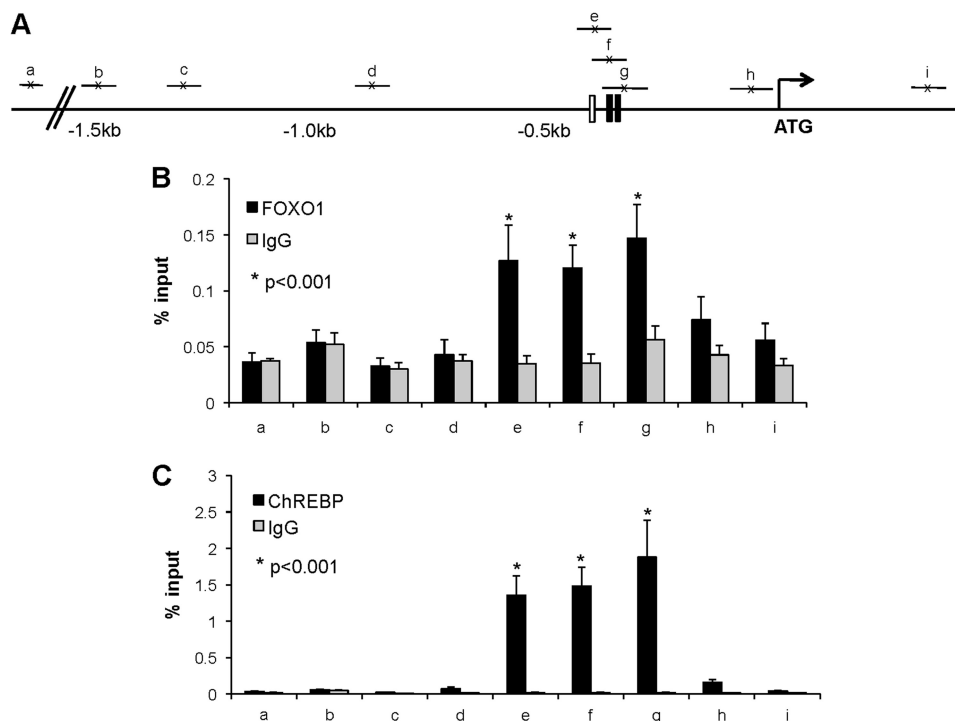 A
a
b
c
d
e
f
g
h
i
-1.5kb
-1.0kb
-0.5kb
ATG
B
% input
0.2
0.15
0.1
0.05
0
FOXO1
IgG
* p<0.001
*
*
*
a b c d e f g h i
C
% input
3
2.5
2
1.5
1
0.5
0
ChREBP
IgG
* p<0.001
*
*
*
a b c d e f g h i